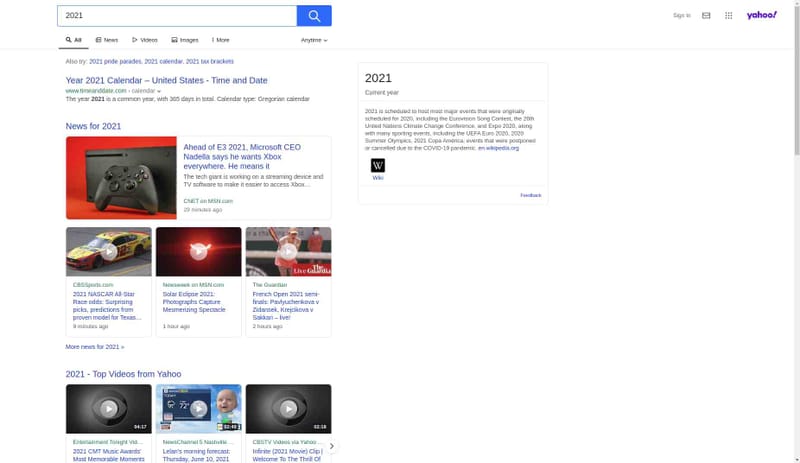 2021
Sign in
yahoo!
All News Videos Images More Anytime
Also try: 2021 pride parades, 2021 calendar, 2021 tax brackets
Year 2021 Calendar – United States - Time and Date
www.timeanddate.com › calendar
The year 2021 is a common year, with 365 days in total. Calendar type: Gregorian calendar
News for 2021
Ahead of E3 2021, Microsoft CEO
Nadella says he wants Xbox
everywhere. He means it
The tech giant is working on a streaming device and
TV software to make it easier to access Xbox…
CNET on MSN.com
29 minutes ago
The
Live Guardian
CBSSports.com
2021 NASCAR All-Star
Race odds: Surprising
picks, predictions from
proven model for Texas…
9 minutes ago
Newsweek on MSN.com
Solar Eclipse 2021:
Photographs Capture
Mesmerizing Spectacle
1 hour ago
The Guardian
French Open 2021 semi-
finals: Pavlyuchenkova v
Zidansek, Krejcikova v
Sakkari – live!
2 hours ago
More news for 2021 »
2021 - Top Videos from Yahoo
04:17
72°
02:45
02:16
Entertainment Tonight Vid…
2021 CMT Music Awards'
Most Memorable Moments
NewsChannel 5 Nashville…
Lelan's morning forecast:
Thursday, June 10, 2021
CBSTV Videos via Yahoo…
Infinite (2021 Movie) Clip |
Welcome To The Thrill Of
2021
Current year
2021 is scheduled to host most major events that were originally
scheduled for 2020, including the Eurovision Song Contest, the 26th
United Nations Climate Change Conference, and Expo 2020, along
with many sporting events, including the UEFA Euro 2020, 2020
Summer Olympics, 2021 Copa América, events that were postponed
or cancelled due to the COVID-19 pandemic. en.wikipedia.org
W
Wiki
Feedback